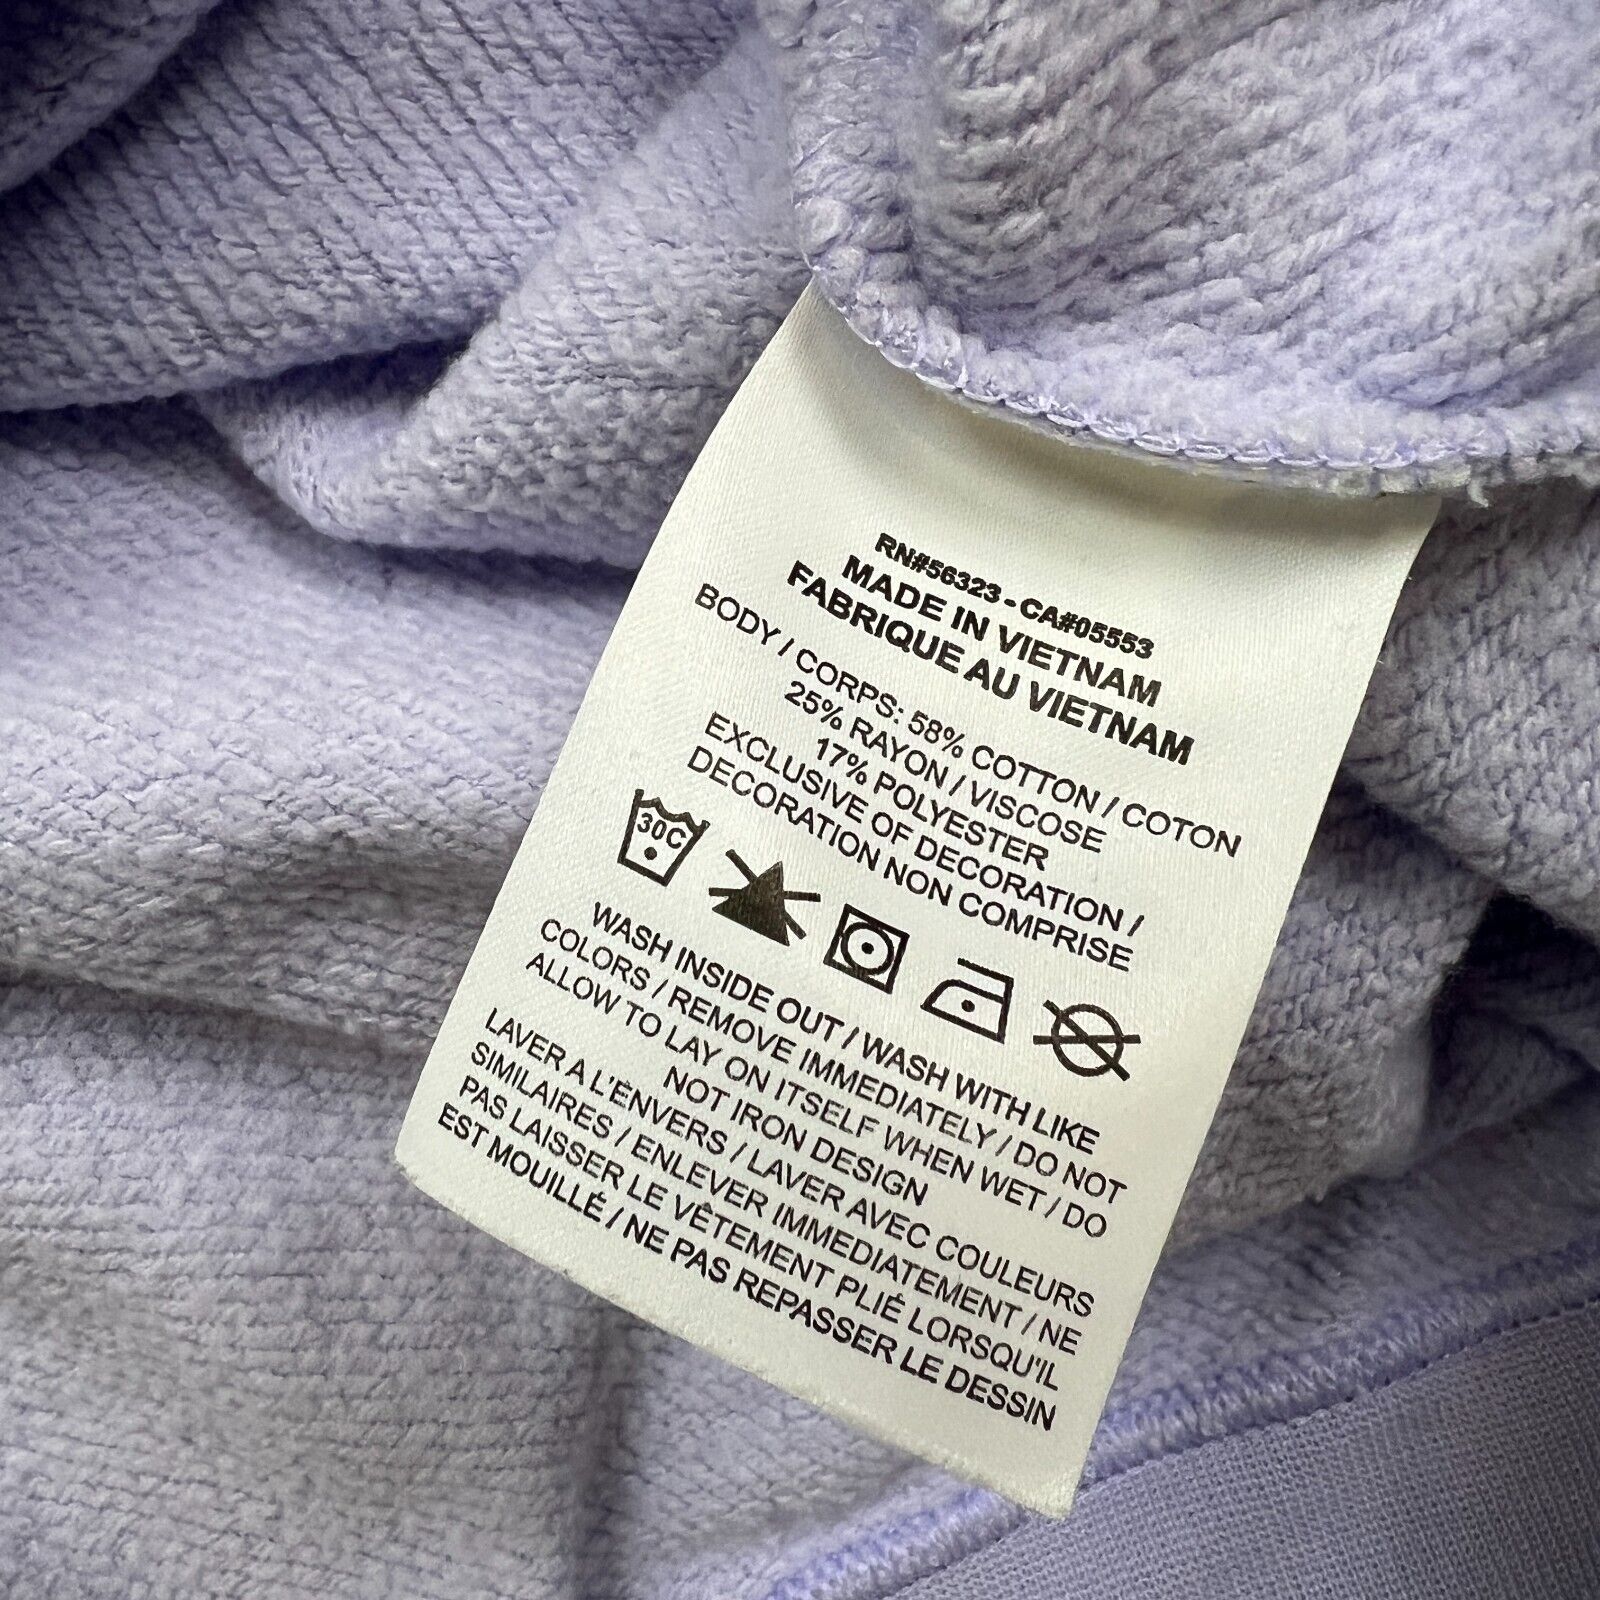 RN#56323 - CA#05553
MADE IN VIETNAM
FABRIQUE AU VIETNAM
BODY / CORPS: 58% COTTON / COTON
25% RAYON / VISCOSE
17% POLYESTER
EXCLUSIVE OF DECORATION /
DECORATION NON COMPRISE
30C
WASH INSIDE OUT / WASH WITH LIKE
COLORS / REMOVE IMMEDIATELY / DO NOT
ALLOW TO LAY ON ITSELF WHEN WET / DO
NOT IRON DESIGN
LAVER A L'ÉNVERS / LAVER AVEC COULEURS
SIMILAIRES / ENLEVER IMMEDIATEMENT / NE
PAS LAISSER LE VÊTEMENT PLIÉ LORSQU'IL
EST MOUILLÉ / NE PAS REPASSER LE DESSIN